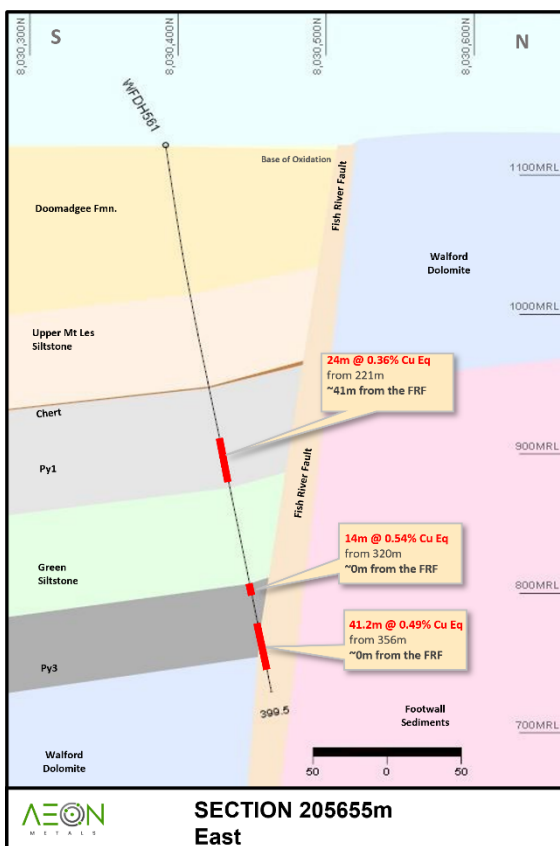 S
N
8,030,300N
8,030,400N
8,030,500N
8,030,600N
WFDH561
Base of Oxidation
Fish River Fault
1100MRL
Doomadgee Fmn.
Walford
Dolomite
1000MRL
Upper Mt Les
Siltstone
24m @ 0.36% Cu Eq
from 221m
~41m from the FRF
Chert
900MRL
Py1
Fish River Fault
14m @ 0.54% Cu Eq
from 320m
~0m from the FRF
Green
Siltstone
800MRL
41.2m @ 0.49% Cu Eq
from 356m
~0m from the FRF
Py3
399.5
Footwall
Sediments
700MRL
Walford
Dolomite
50
0
50
AEON
METALS
SECTION 205655m
East